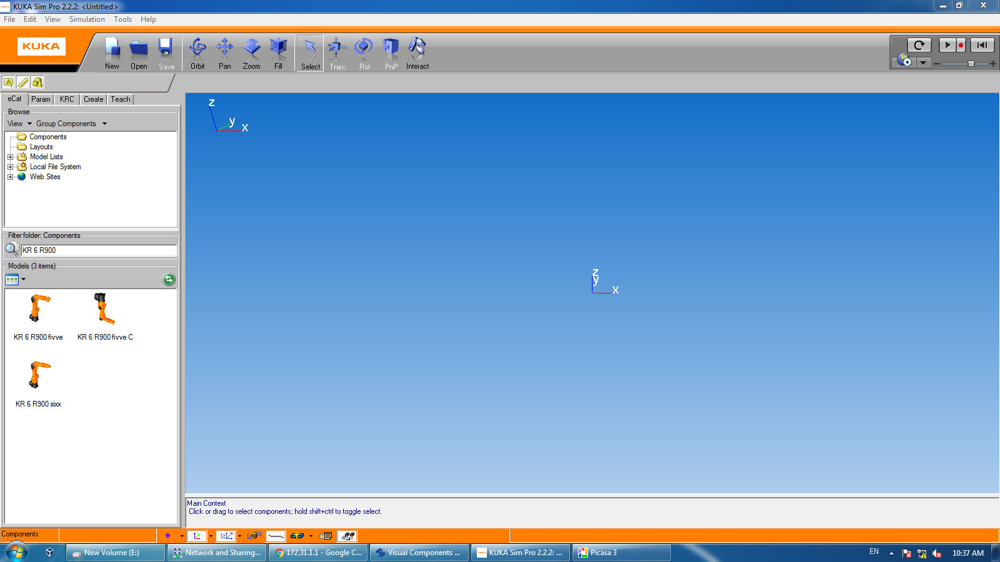 KUKA Sim Pro 2.2.2: <Untitled>
File Edit View Simulation Tools Help
KUKA
New Open Save Orbit Pan Zoom Fill Select Trans Rot PnP Interact
eCat Param KRC Create Teach
Browse
View Group Components
Components
Layouts
Model Lists
Local File System
Web Sites
Filter folder: Components
KR 6 R900
Models (3 items)
KR 6 R900 fivve KR 6 R900 fivve C
KR 6 R900 sixx
z
y
x
z
y
x
Main Context
Click or drag to select components; hold shift+ctrl to toggle select.
Components
New Volume (E:) Network and Sharing... 172.31.1.1 - Google C... Visual Components ... KUKA Sim Pro 2.2.2: ... Picasa 3 EN 10:37 AM